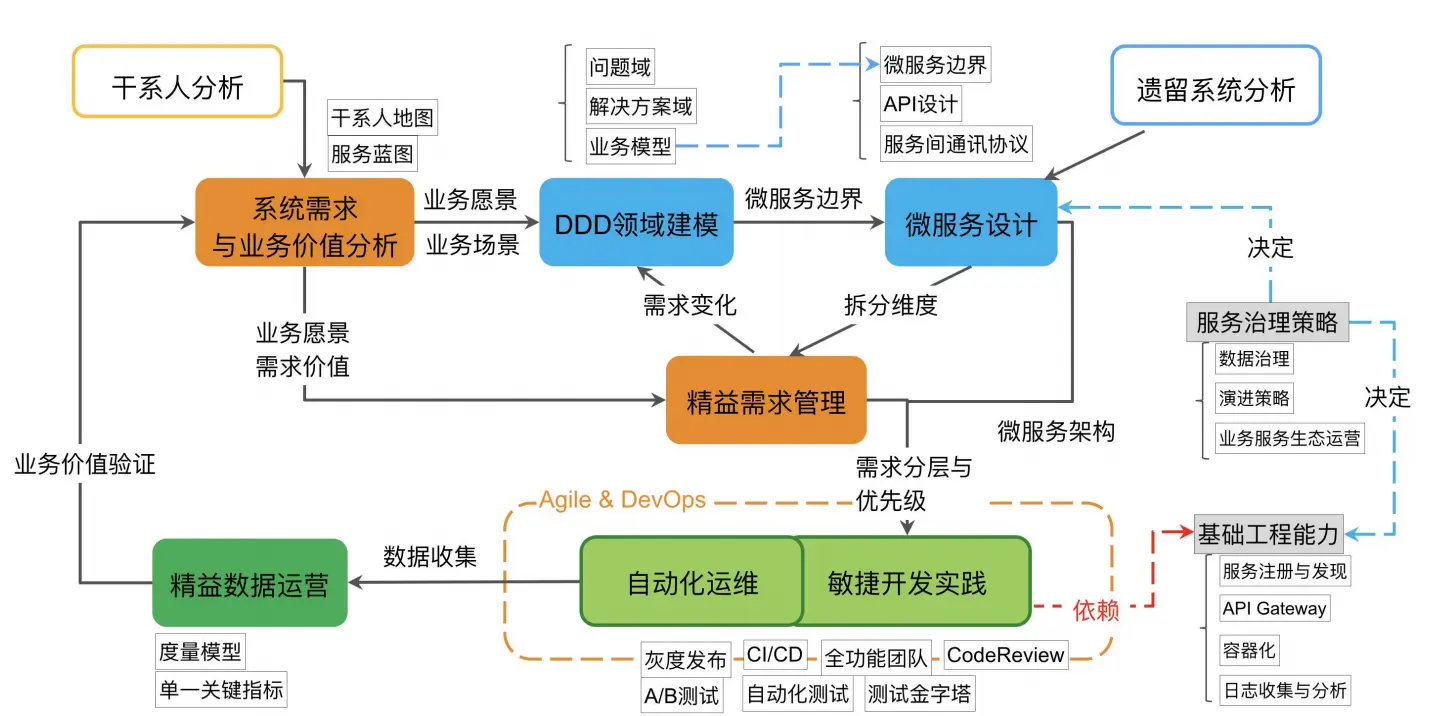 干系人分析
干系人地图
服务蓝图
问题域
解决方案域
业务模型
微服务边界
API设计
服务间通讯协议
遗留系统分析
系统需求
与业务价值分析
业务愿景
业务场景
DDD领域建模
微服务边界
微服务设计
决定
需求变化
拆分维度
业务愿景
需求价值
精益需求管理
微服务架构
服务治理策略
数据治理
演进策略
业务服务生态运营
决定
业务价值验证
需求分层与
优先级
Agile & DevOps
精益数据运营
数据收集
自动化运维
敏捷开发实践
依赖
基础工程能力
服务注册与发现
API Gateway
容器化
日志收集与分析
度量模型
单一关键指标
灰度发布
CI/CD
全功能团队
CodeReview
A/B测试
自动化测试
测试金字塔